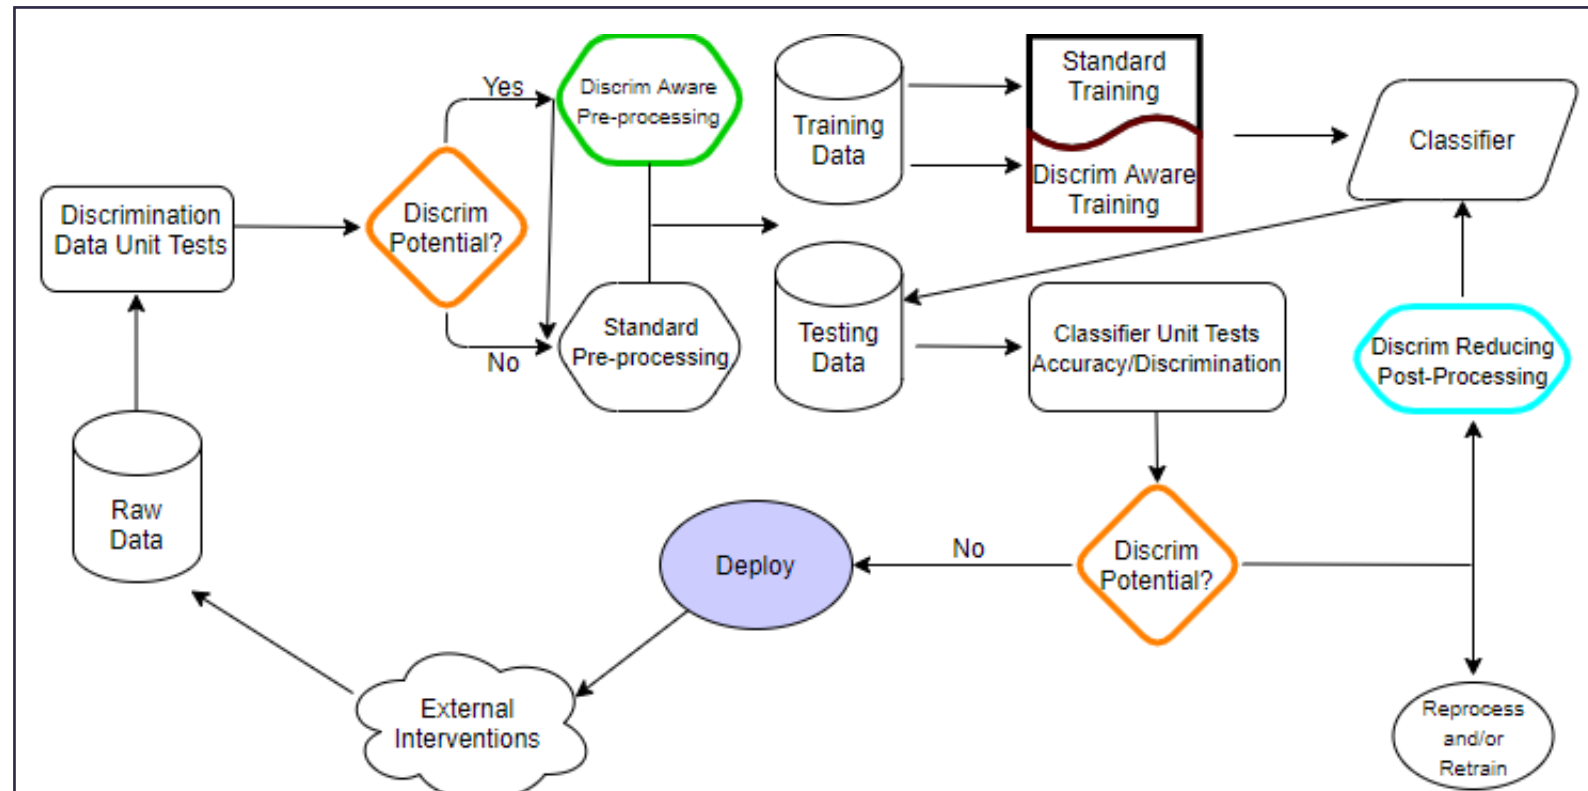 Yes
Discrim Aware
Pre-processing
Training
Data
Standard
Training
Discrim Aware
Training
Classifier
Discrimination
Data Unit Tests
Discrim
Potential?
No
Standard
Pre-processing
Testing
Data
Classifier Unit Tests
Accuracy/Discrimination
Discrim Reducing
Post-Processing
Raw
Data
Deploy
No
Discrim
Potential?
External
Interventions
Reprocess
and/or
Retrain